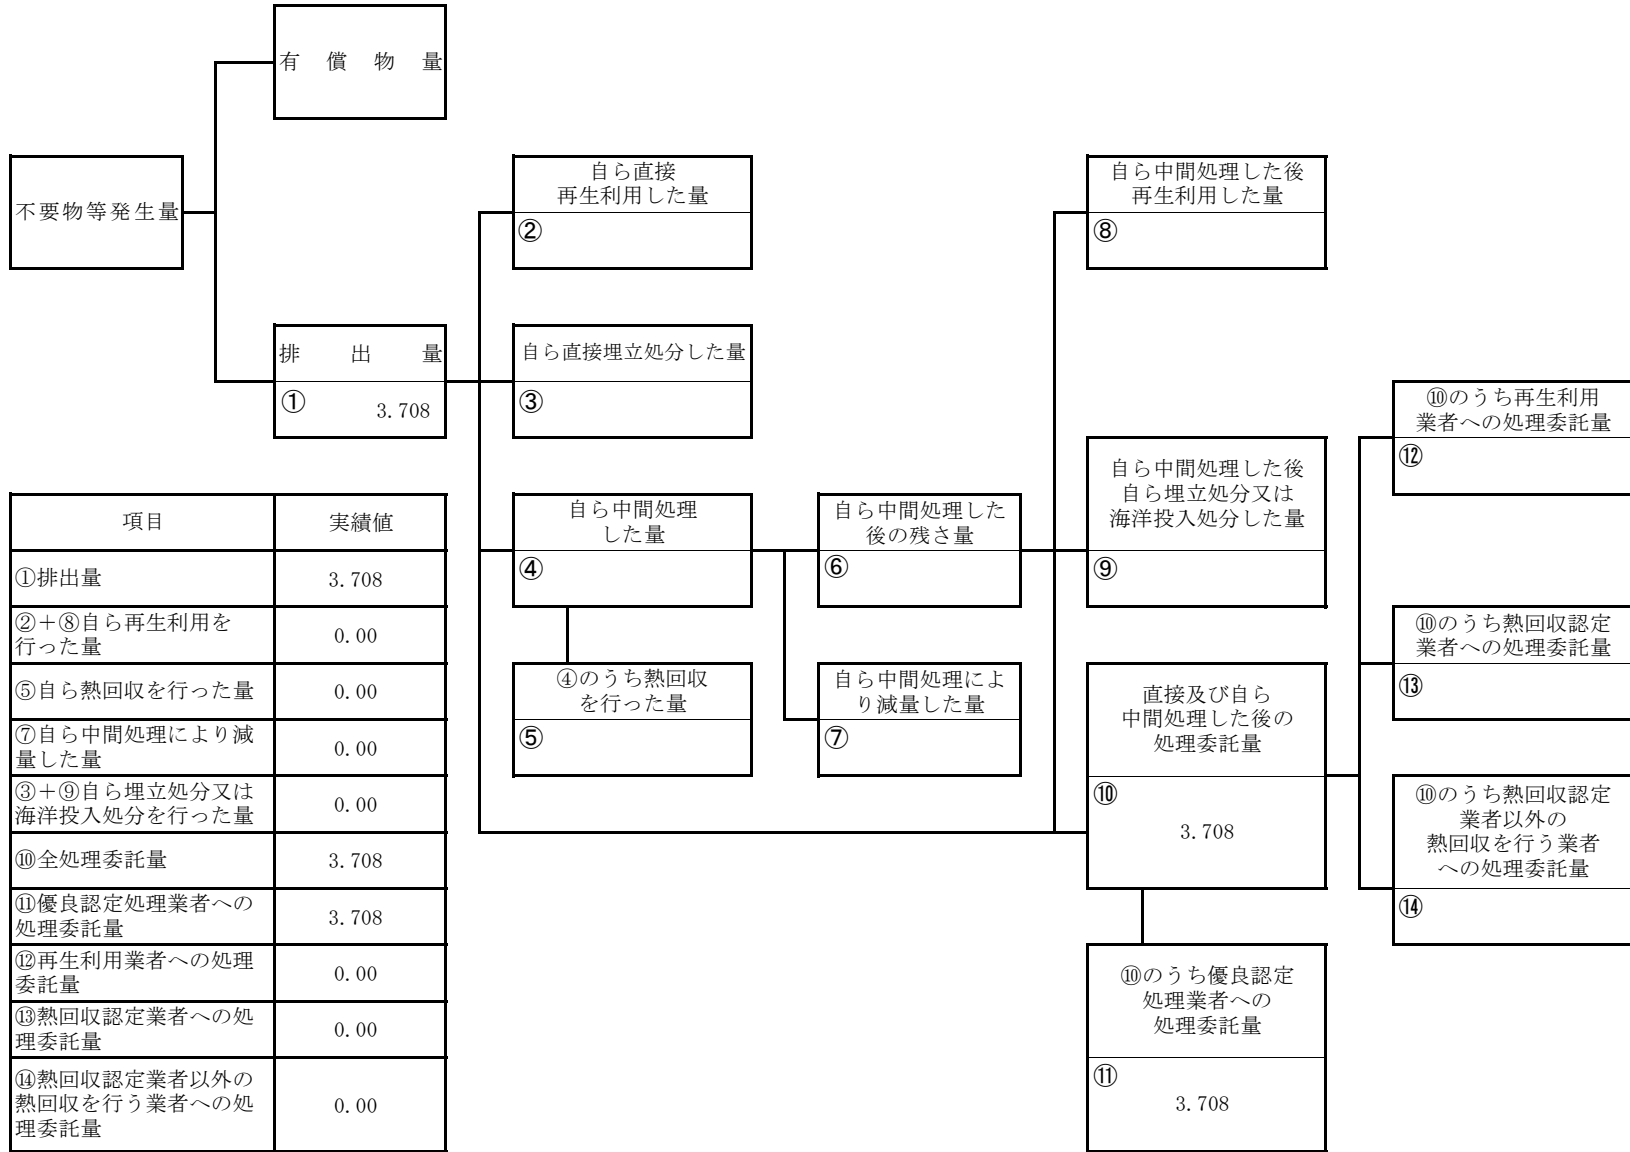 有償物量
不要物等発生量
自ら直接
再生利用した量
②
自ら中間処理した後
再生利用した量
⑧
排出量
① 3.708
自ら直接埋立処分した量
③
⑩のうち再生利用
業者への処理委託量
⑫
自ら中間処理した後
自ら埋立処分又は
海洋投入処分した量
⑨
自ら中間処理
した量
④
自ら中間処理した
後の残さ量
⑥
⑩のうち熱回収認定
業者への処理委託量
⑬
④のうち熱回収
を行った量
⑤
自ら中間処理によ
り減量した量
⑦
直接及び自ら
中間処理した後の
処理委託量
⑩
3.708
⑩のうち熱回収認定
業者以外の
熱回収を行う業者
への処理委託量
⑭
⑩のうち優良認定
処理業者への
処理委託量
⑪
3.708
項目 実績値
①排出量 3.708
②+⑧自ら再生利用を
行った量 0.00
⑤自ら熱回収を行った量 0.00
⑦自ら中間処理により減
量した量 0.00
③+⑨自ら埋立処分又は
海洋投入処分を行った量 0.00
⑩全処理委託量 3.708
⑪優良認定処理業者への
処理委託量 3.708
⑫再生利用業者への処理
委託量 0.00
⑬熱回収認定業者への処
理委託量 0.00
⑭熱回収認定業者以外の
熱回収を行う業者への処
理委託量 0.00